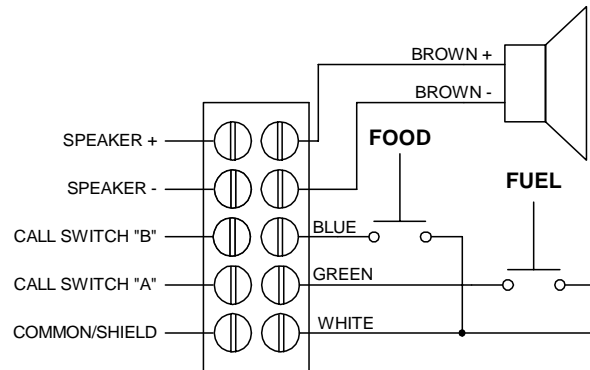 BROWN +
BROWN -
SPEAKER +
FOOD
SPEAKER -
FUEL
CALL SWITCH "B"
BLUE
CALL SWITCH "A"
GREEN
COMMON/SHIELD
WHITE